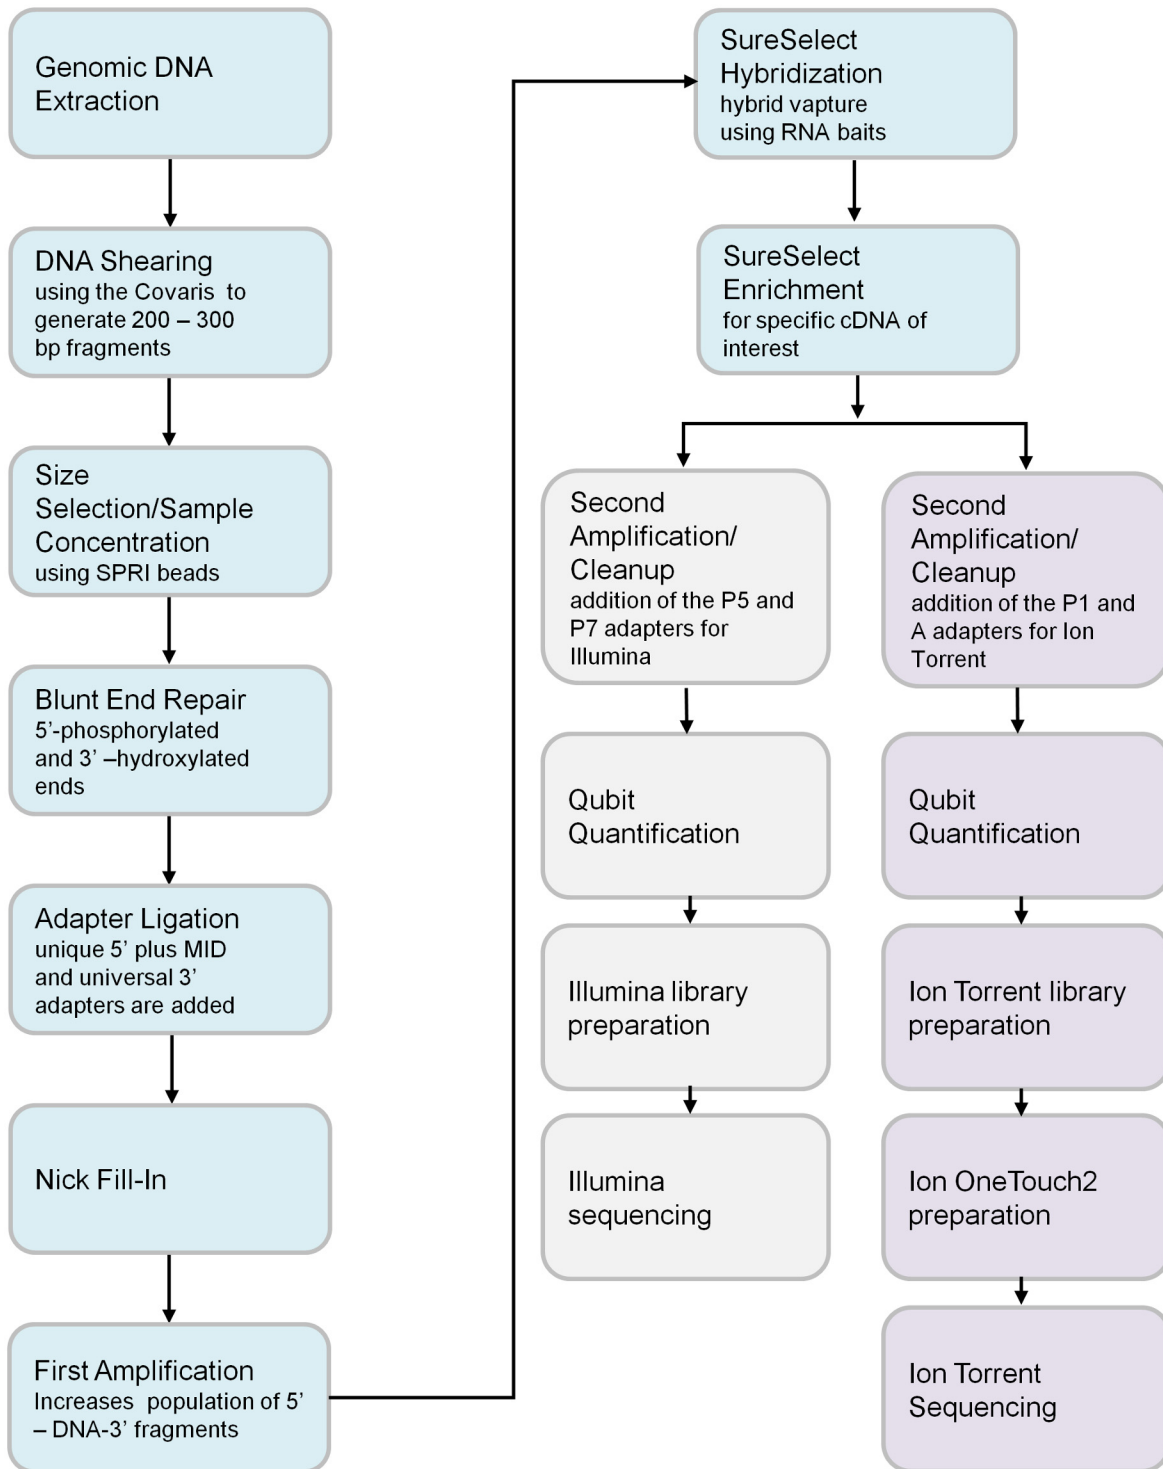 Genomic DNA
Extraction
DNA Shearing
using the Covaris to
generate 200 – 300
bp fragments
Size
Selection/Sample
Concentration
using SPRI beads
Blunt End Repair
5’-phosphorylated
and 3’ –hydroxylated
ends
Adapter Ligation
unique 5’ plus MID
and universal 3’
adapters are added
Nick Fill-In
First Amplification
Increases population of 5’
– DNA-3’ fragments
SureSelect
Hybridization
hybrid vapture
using RNA baits
SureSelect
Enrichment
for specific cDNA of
interest
Second
Amplification/
Cleanup
addition of the P5 and
P7 adapters for
Illumina
Qubit
Quantification
Illumina library
preparation
Illumina
sequencing
Second
Amplification/
Cleanup
addition of the P1 and
A adapters for Ion
Torrent
Qubit
Quantification
Ion Torrent library
preparation
Ion OneTouch2
preparation
Ion Torrent
Sequencing